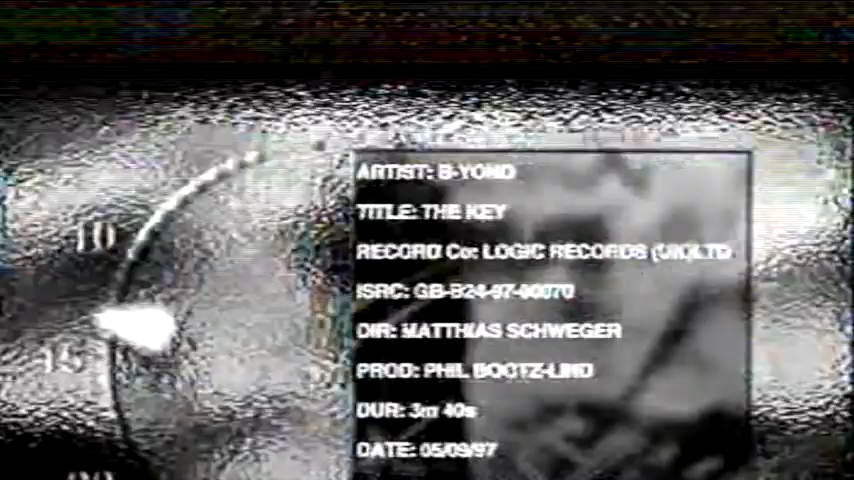 ARTIST: B-YOND
TITLE: THE KEY
RECORD Co: LOGIC RECORDS (UK)LTD
ISRC: GB-B24-97-00070
DIR: MATTHIAS SCHWEGER
PROD: PHIL BOOTZ-LIND
DUR: 3m 40s
DATE: 05/09/97
10
15
20